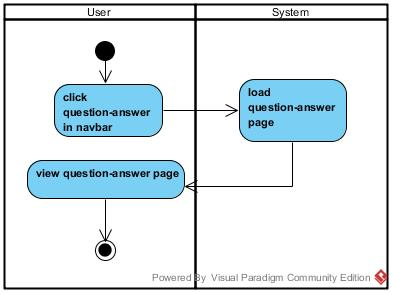 User
System
click
question-answer
in navbar
load
question-answer
page
view question-answer page
Powered By Visual Paradigm Community Edition